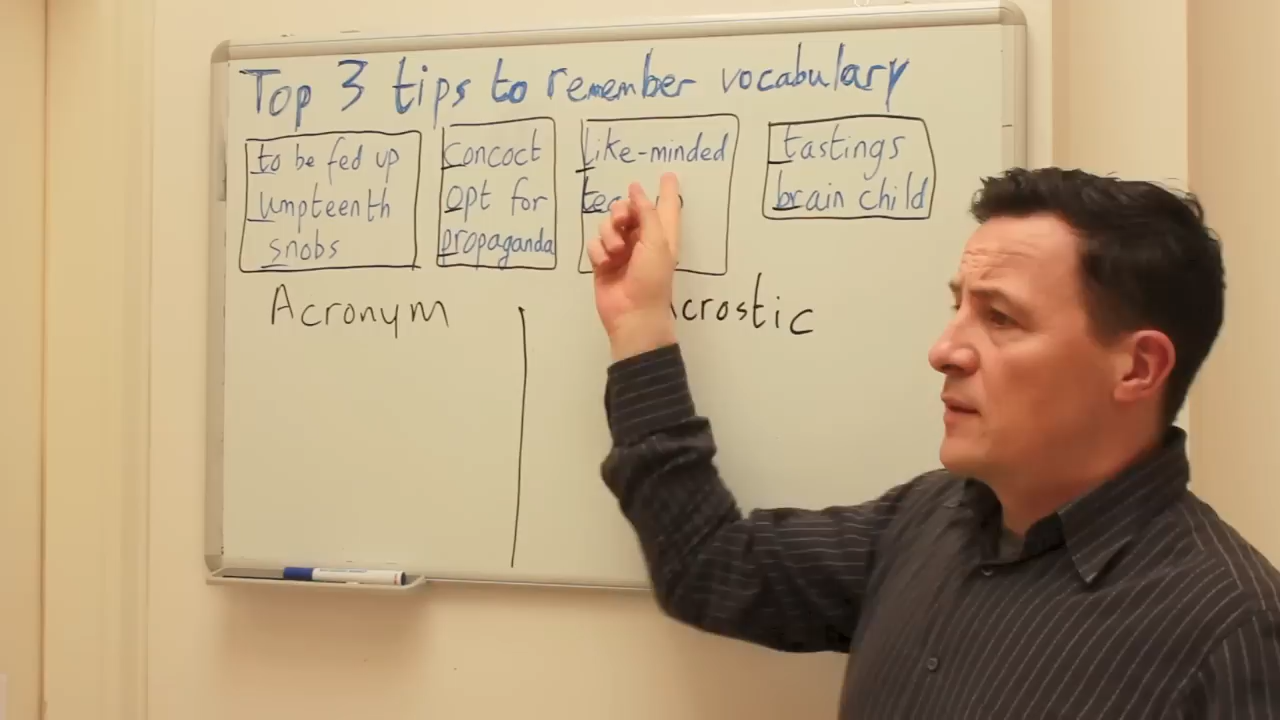 Top 3 tips to remember vocabulary
to be fed up
umpteenth
snobs
concoct
opt for
propaganda
like-minded
tastings
brain child
Acronym